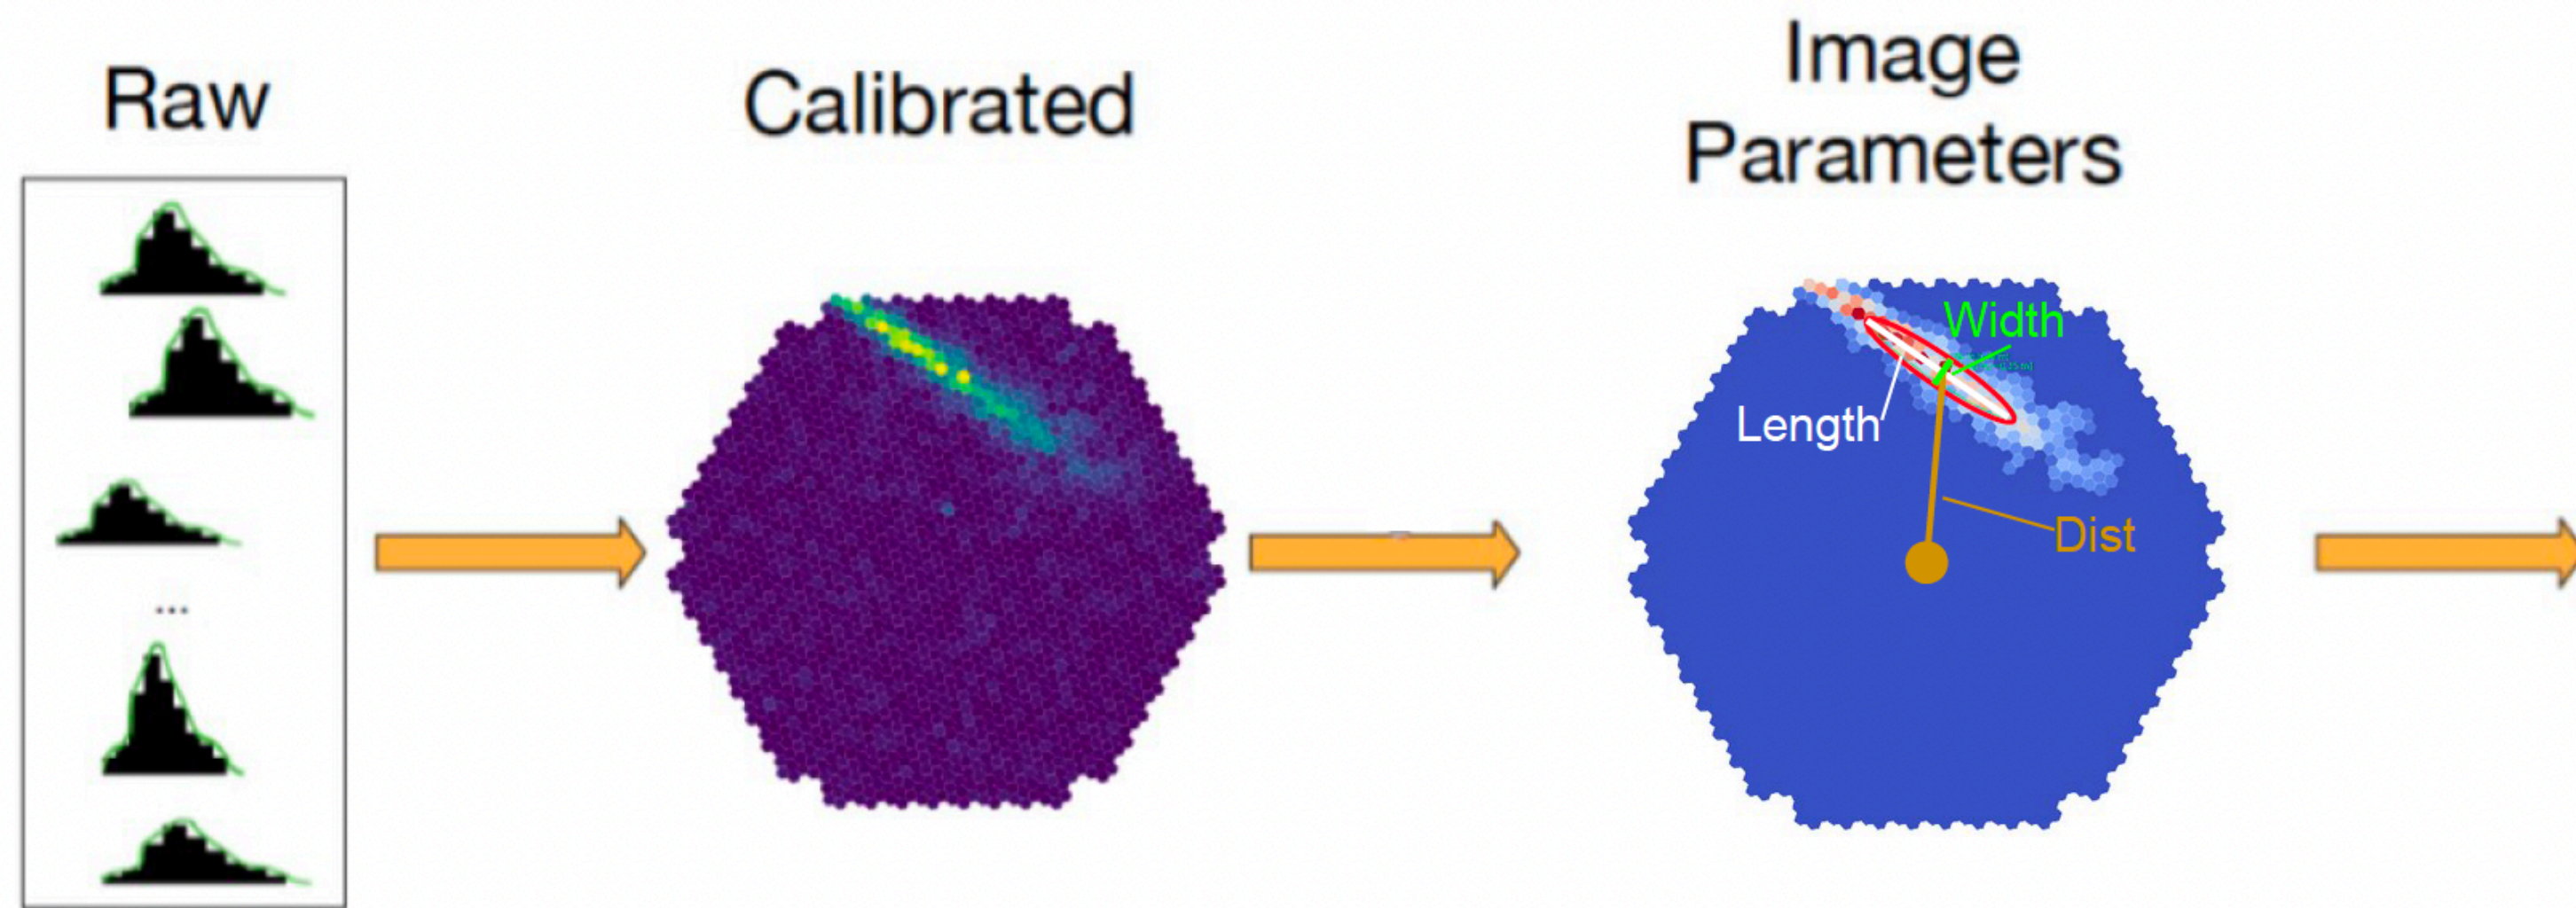 Raw
Calibrated
Image
Parameters
...
Width
Length
Dist